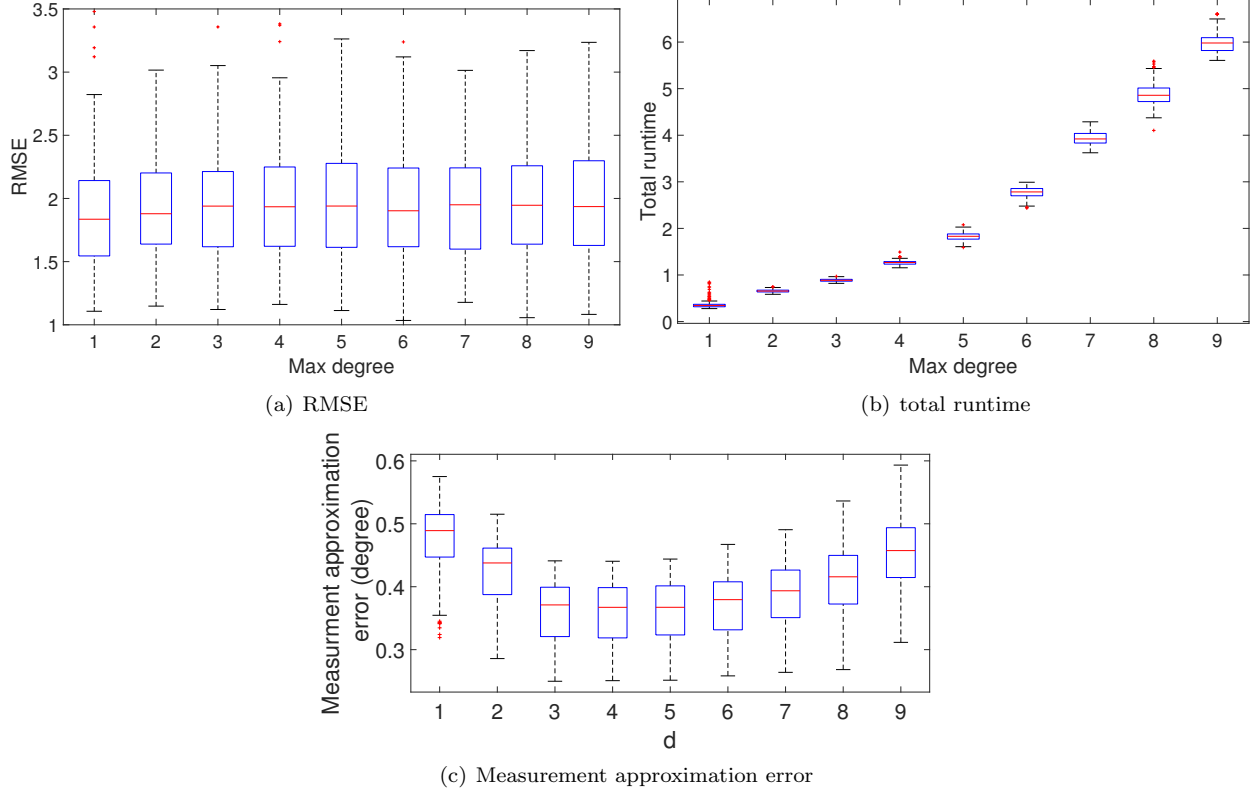 3.5
3
2.5
2
1.5
1
RMSE
1 2 3 4 5 6 7 8 9
Max degree
(a) RMSE
6
5
4
3
2
1
0
Total runtime
1 2 3 4 5 6 7 8 9
Max degree
(b) total runtime
0.6
0.5
0.4
0.3
Measurment approximation
error (degree)
1 2 3 4 5 6 7 8 9
d
(c) Measurement approximation error